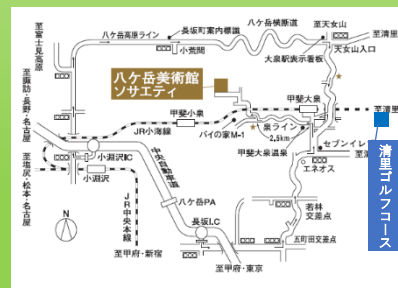 至富士見高原
八ケ岳高原ライン
長坂町案内標識
八ケ岳横断道
至天女山
至清里
小荒間
大泉駅表示看板
天女山入口
八ケ岳美術館
ソサエティ
至諏訪・長野・名古屋
甲斐小泉
甲斐大泉
至清里
JR小海線
パイの家M-1
泉ライン
2.5km
甲斐大泉温泉
セブンイレ
至清
エネオス
清里ゴルフコース
小淵沢IC
小淵沢
至塩尻・松本・名古屋
中央自動車道
JR中央本線
八ケ岳PA
長坂I.C
若林
交差点
五町田交差点
N
至甲府・新宿
至甲府・東京